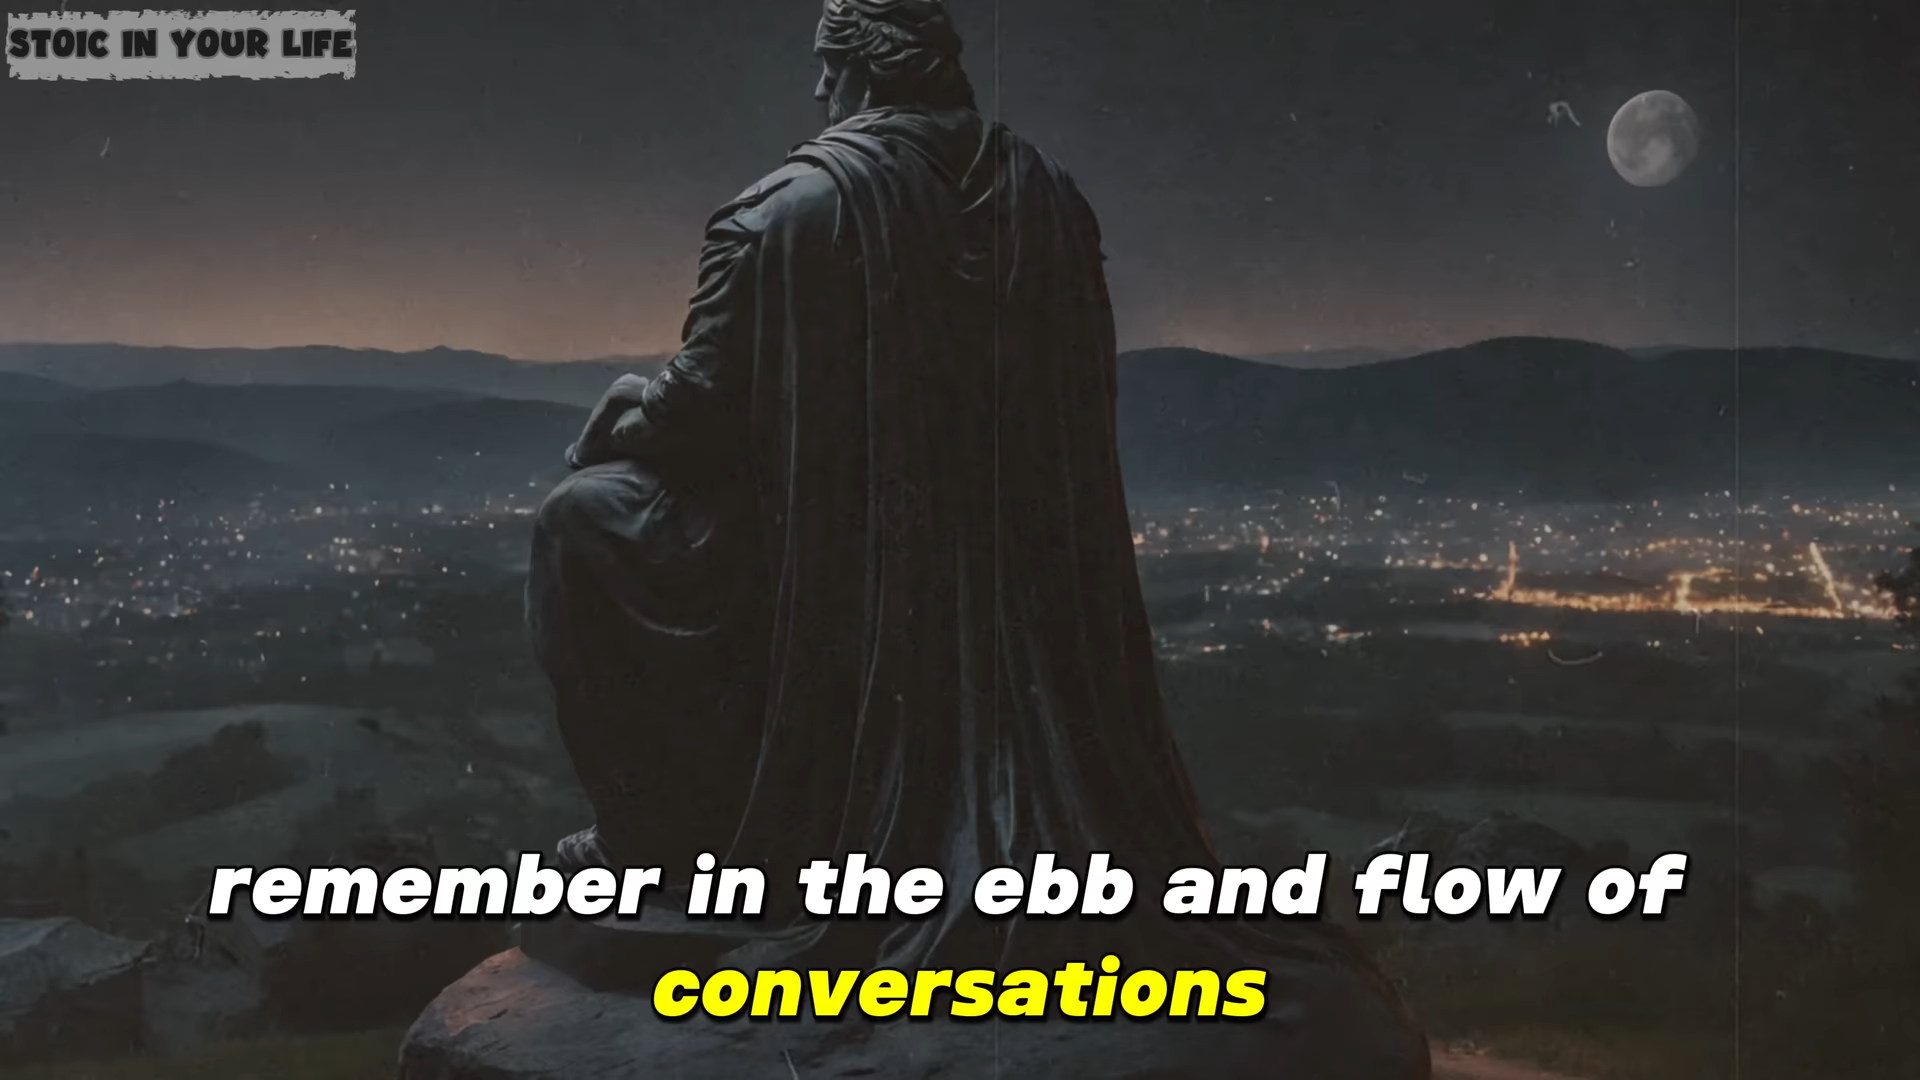 STOIC IN YOUR LIFE
remember in the ebb and flow of
conversations